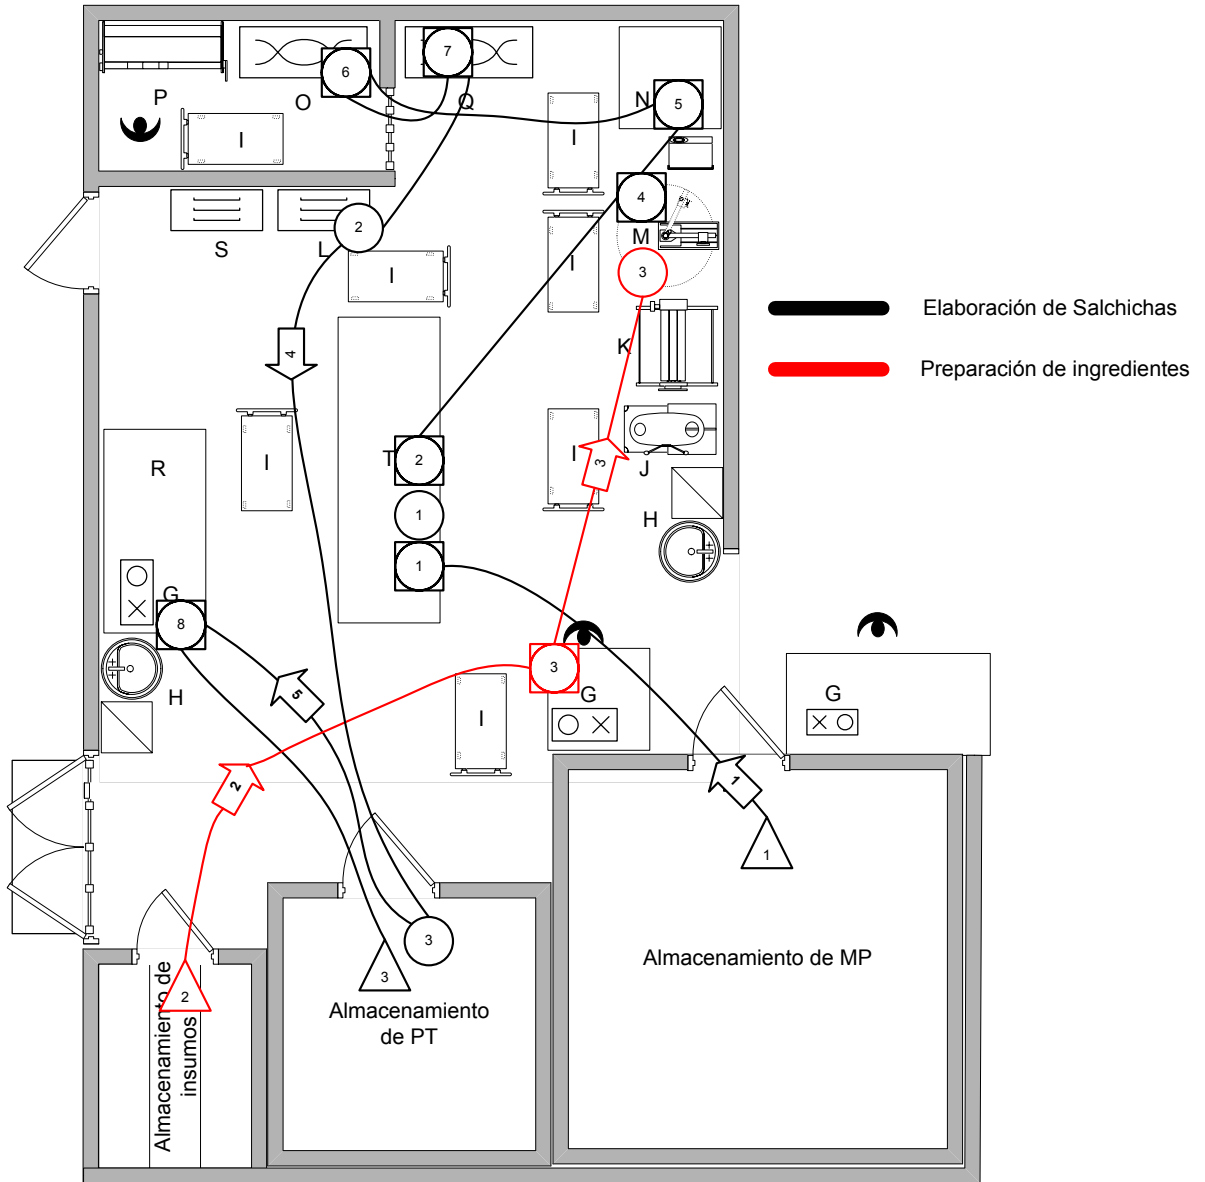 7
6
P
O
Q
N
5
I
I
4
2
M
S
L
I
I
3
Elaboración de Salchichas
4
K
Preparación de ingredientes
R
I
T
2
I
3
J
1
H
1
G
8
3
H
5
I
G
G
2
1
1
3
Almacenamiento de MP
3
2
Almacenamiento de
insumos
Almacenamiento
de PT